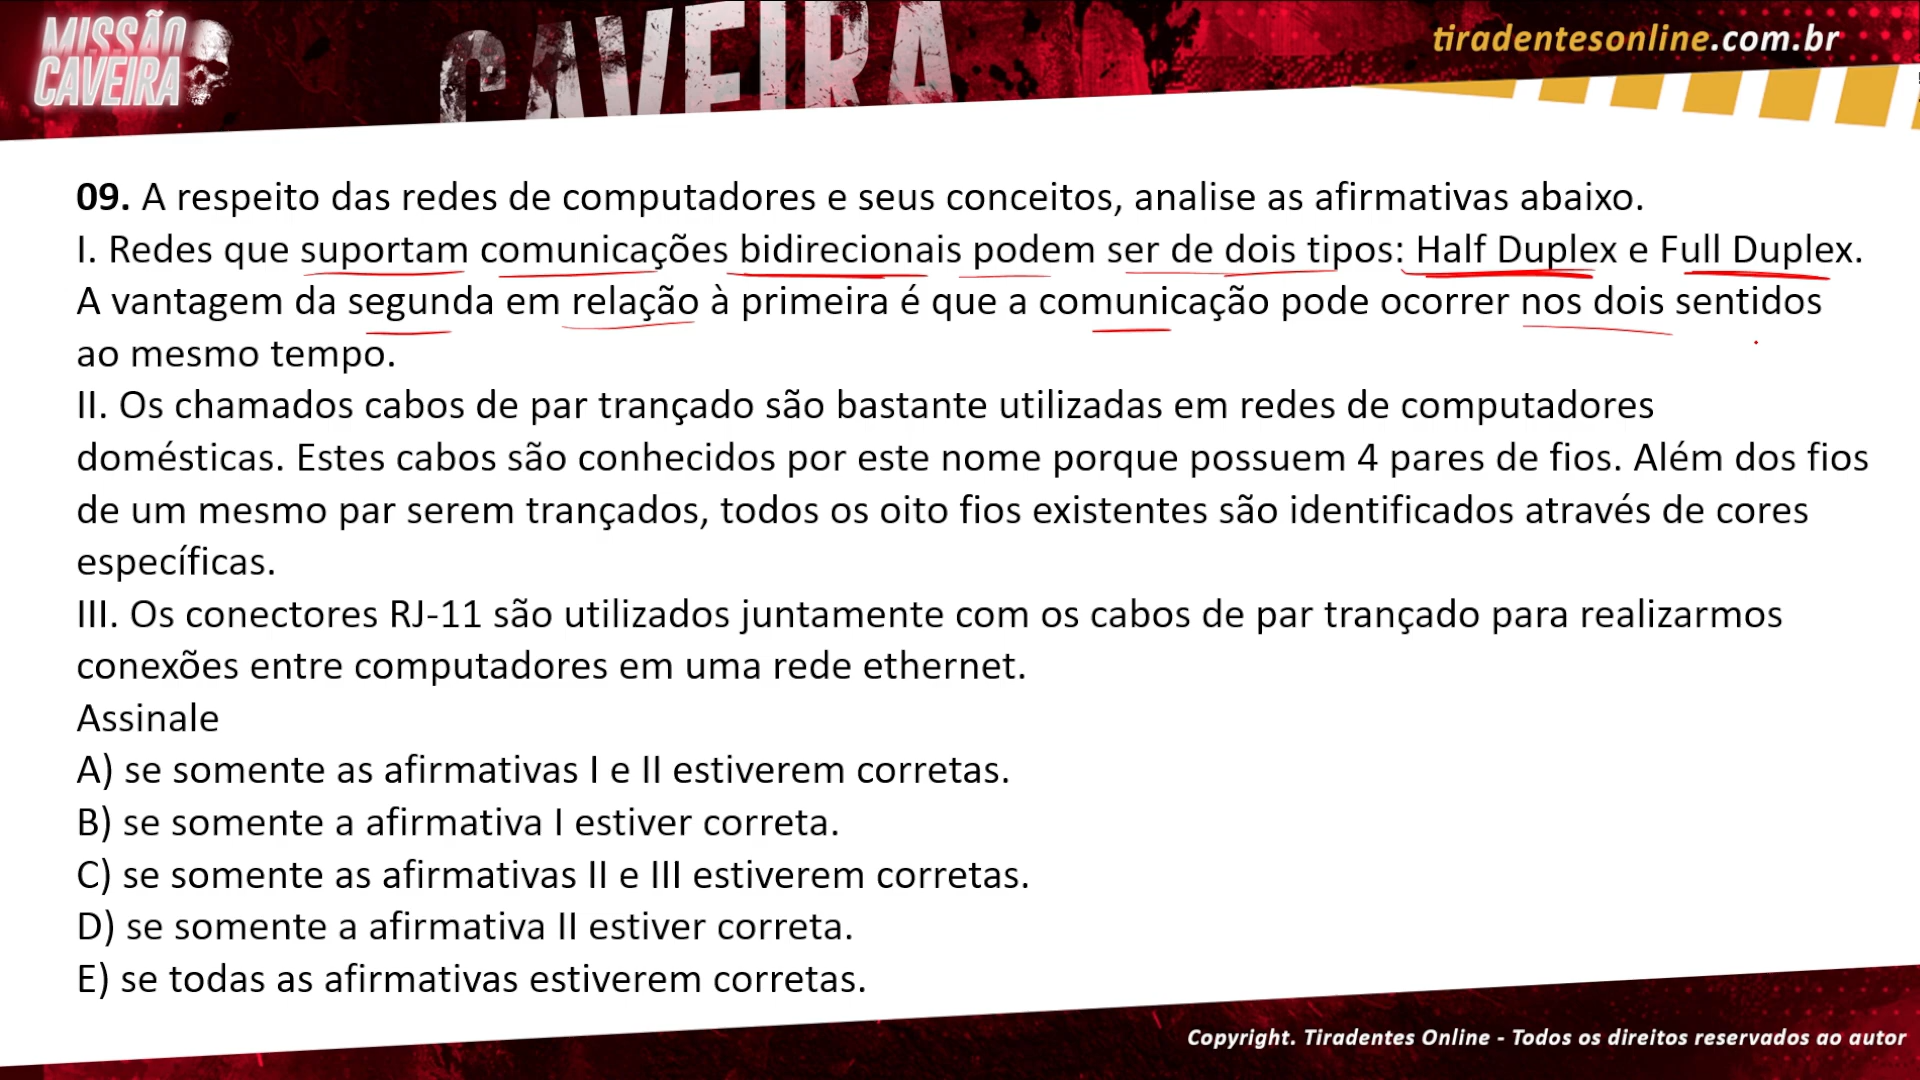 MISSÃO
CAVEIRA
CAVEIRA
tiradentesonline.com.br
09. A respeito das redes de computadores e seus conceitos, analise as afirmativas abaixo.
I. Redes que suportam comunicações bidirecionais podem ser de dois tipos: Half Duplex e Full Duplex.
A vantagem da segunda em relação à primeira é que a comunicação pode ocorrer nos dois sentidos
ao mesmo tempo.
II. Os chamados cabos de par trançado são bastante utilizadas em redes de computadores
domésticas. Estes cabos são conhecidos por este nome porque possuem 4 pares de fios. Além dos fios
de um mesmo par serem trançados, todos os oito fios existentes são identificados através de cores
específicas.
III. Os conectores RJ-11 são utilizados juntamente com os cabos de par trançado para realizarmos
conexões entre computadores em uma rede ethernet.
Assinale
A) se somente as afirmativas I e II estiverem corretas.
B) se somente a afirmativa I estiver correta.
C) se somente as afirmativas II e III estiverem corretas.
D) se somente a afirmativa II estiver correta.
E) se todas as afirmativas estiverem corretas.
Copyright. Tiradentes Online - Todos os direitos reservados ao autor